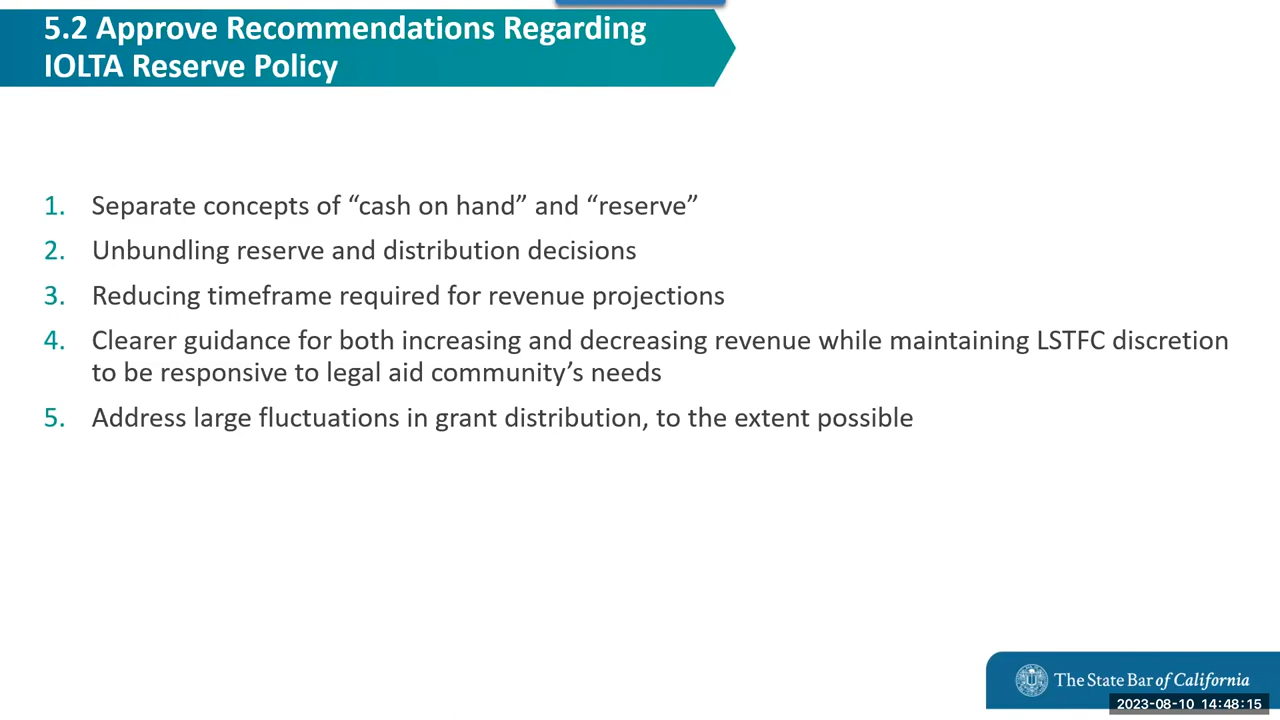 5.2 Approve Recommendations Regarding
IOLTA Reserve Policy
1. Separate concepts of “cash on hand” and “reserve”
2. Unbundling reserve and distribution decisions
3. Reducing timeframe required for revenue projections
4. Clearer guidance for both increasing and decreasing revenue while maintaining LSTFC discretion
to be responsive to legal aid community’s needs
5. Address large fluctuations in grant distribution, to the extent possible
The State Bar of California
2023-08-10 14:48:15